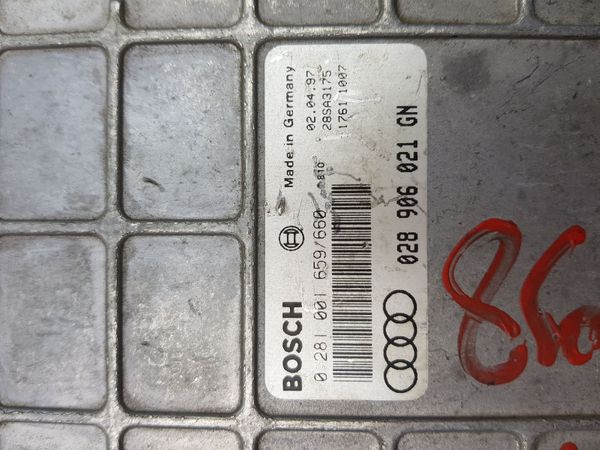 BOSCH
Made in Germany
0 281 001 659/660
810
02.04.97
28SA3175
1761 1007
028 906 021 GN